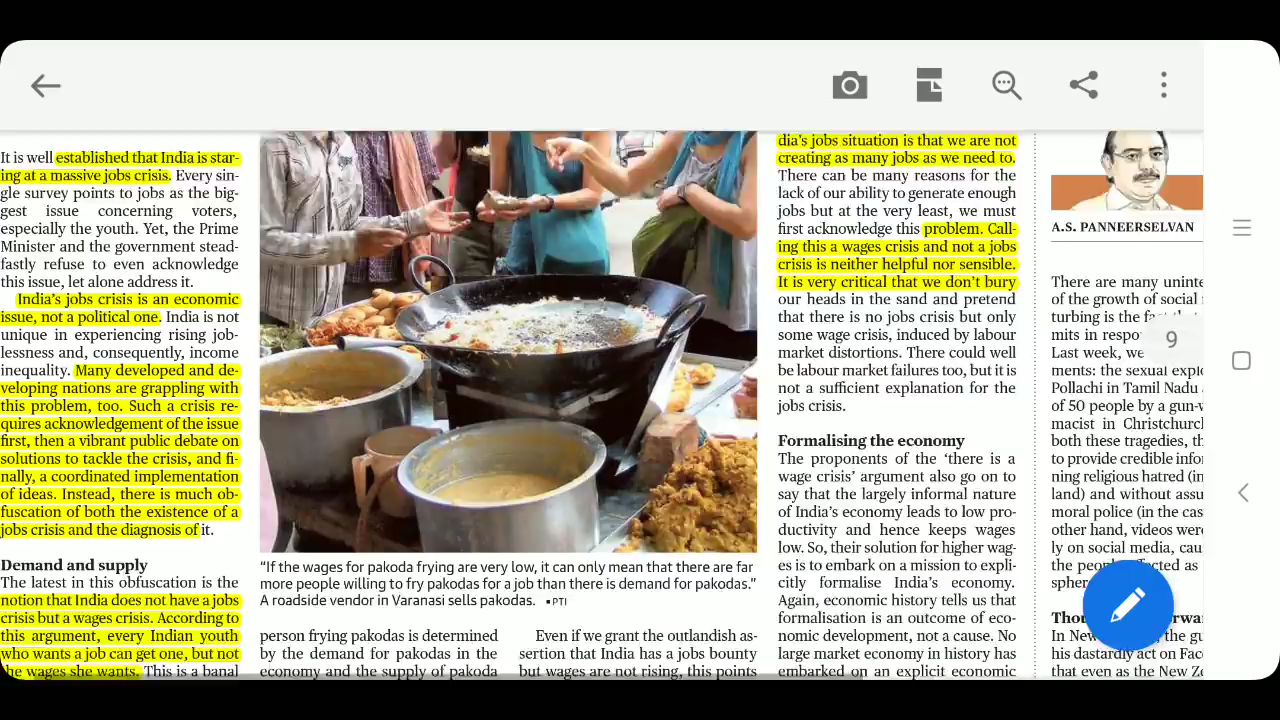 It is well established that India is star-
ing at a massive jobs crisis. Every sin-
gle survey points to jobs as the big-
gest issue concerning voters,
especially the youth. Yet, the Prime
Minister and the government stead-
fastly refuse to even acknowledge
this issue, let alone address it.
India's jobs crisis is an economic
issue, not a political one. India is not
unique in experiencing rising job-
lessness and, consequently, income
inequality. Many developed and de-
veloping nations are grappling with
this problem, too. Such a crisis re-
quires acknowledgement of the issue
first, then a vibrant public debate on
solutions to tackle the crisis, and fi-
nally, a coordinated implementation
of ideas. Instead, there is much ob-
fuscation of both the existence of a
jobs crisis and the diagnosis of it.
Demand and supply
The latest in this obfuscation is the
notion that India does not have a jobs
crisis but a wages crisis. According to
this argument, every Indian youth
who wants a job can get one, but not
the wages she wants. This is a banal
"If the wages for pakoda frying are very low, it can only mean that there are far
more people willing to fry pakodas for a job than there is demand for pakodas."
A roadside vendor in Varanasi sells pakodas. ▪PTI
person frying pakodas is determined
by the demand for pakodas in the
economy and the supply of pakoda
Even if we grant the outlandish as-
sertion that India has a jobs bounty
but wages are not rising, this points
dia's jobs situation is that we are not
creating as many jobs as we need to.
There can be many reasons for the
lack of our ability to generate enough
jobs but at the very least, we must
first acknowledge this problem. Call-
ing this a wages crisis and not a jobs
crisis is neither helpful nor sensible.
It is very critical that we don't bury
our heads in the sand and pretend
that there is no jobs crisis but only
some wage crisis, induced by labour
market distortions. There could well
be labour market failures too, but it is
not a sufficient explanation for the
jobs crisis.
Formalising the economy
The proponents of the 'there is a
wage crisis' argument also go on to
say that the largely informal nature
of India's economy leads to low pro-
ductivity and hence keeps wages
low. So, their solution for higher wag-
es is to embark on a mission to expli-
citly formalise India's economy.
Again, economic history tells us that
formalisation is an outcome of eco-
nomic development, not a cause. No
large market economy in history has
embarked on an explicit economic
A.S. PANNEERSELVAN
There are many uninte
of the growth of social
turbing is the
mits in respo
Last week, we
ments: the sexual explo
Pollachi in Tamil Nadu
of 50 people by a gun-w
macist in Christchurch
both these tragedies, th
to provide credible infor
ning religious hatred (in
land) and without assu
moral police (in the cas
other hand, videos were
ly on social media, cau
the peop cted as
spher
Thou rwa
In New the gu
his dastardly act on Face
that even as the New Ze
9